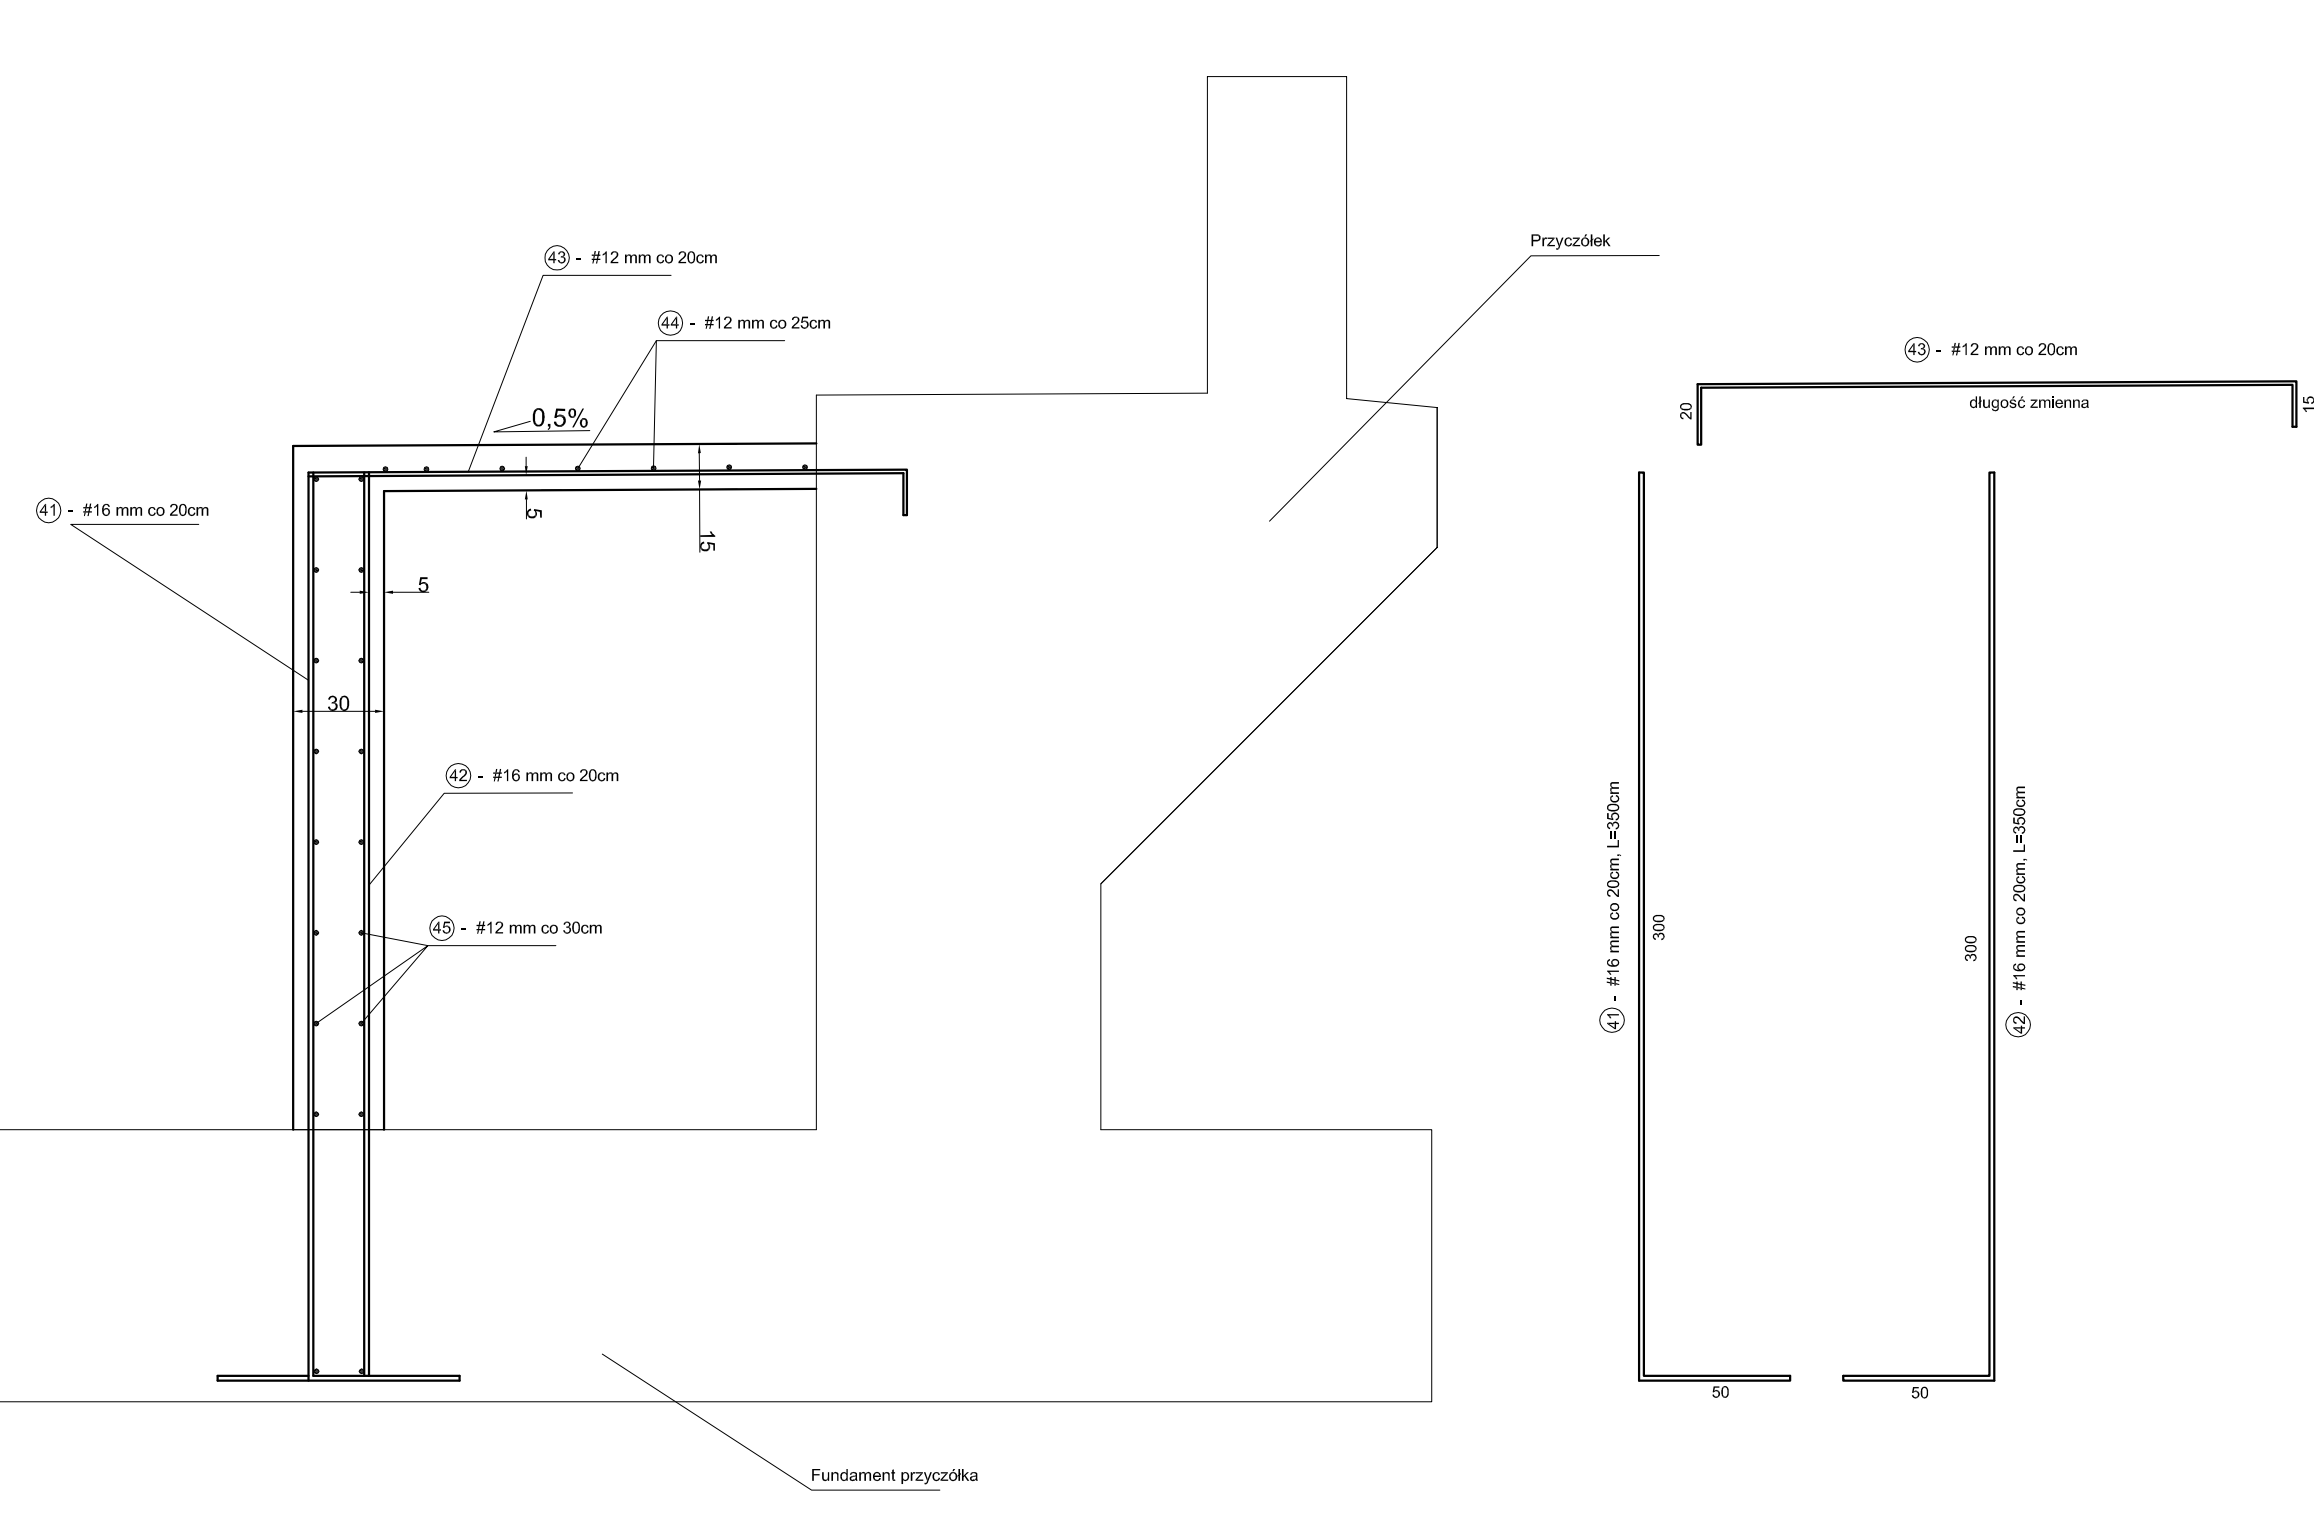 Przyczółek
43 - #12 mm co 20cm
44 - #12 mm co 25cm
43 - #12 mm co 20cm
20
długość zmienna
15
0,5%
41 - #16 mm co 20cm
5
15
5
30
42 - #16 mm co 20cm
45 - #12 mm co 30cm
41 - #16 mm co 20cm, L=350cm
300
300
42 - #16 mm co 20cm, L=350cm
50
50
Fundament przyczółka